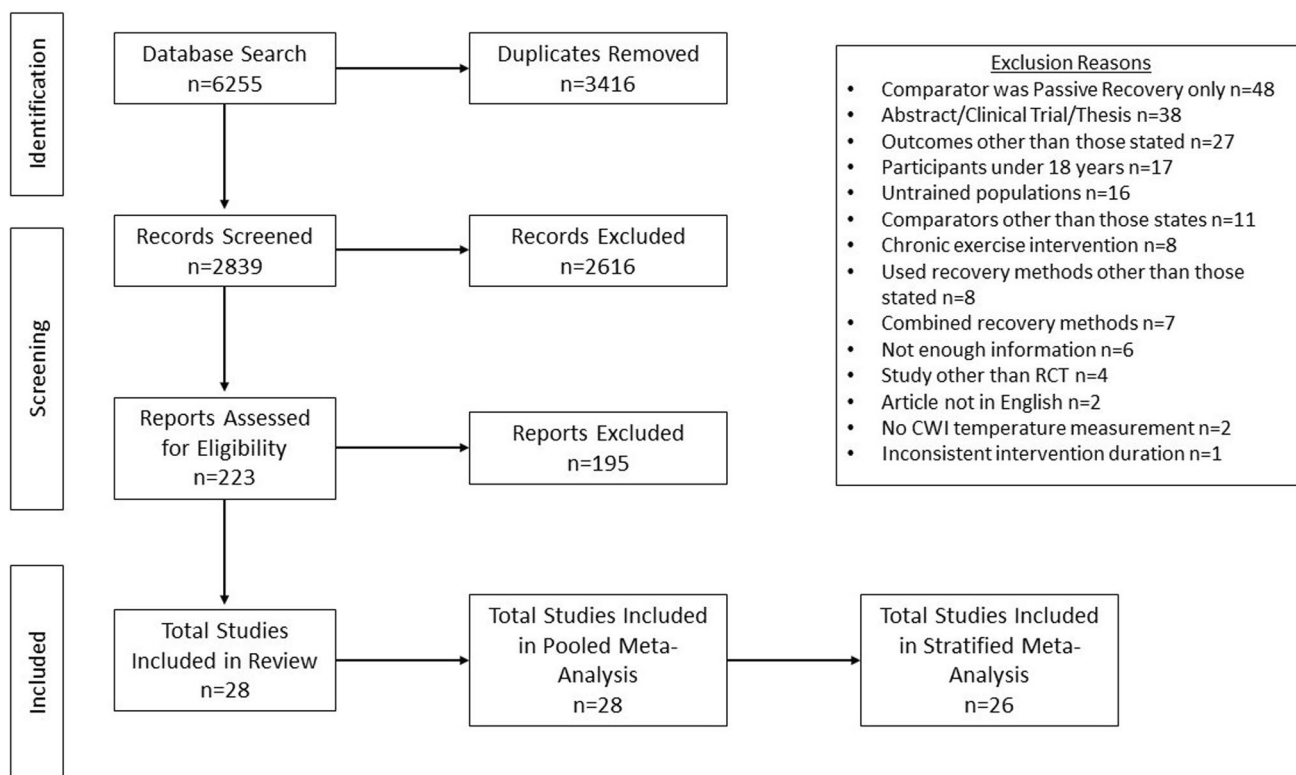 Identification
Database Search
n=6255
Duplicates Removed
n=3416
Screening
Records Screened
n=2839
Records Excluded
n=2616
Reports Assessed
for Eligibility
n=223
Reports Excluded
n=195
Included
Total Studies
Included in Review
n=28
Total Studies Included
in Pooled Meta-
Analysis
n=28
Total Studies Included
in Stratified Meta-
Analysis
n=26
Exclusion Reasons
• Comparator was Passive Recovery only n=48
• Abstract/Clinical Trial/Thesis n=38
• Outcomes other than those stated n=27
• Participants under 18 years n=17
• Untrained populations n=16
• Comparators other than those states n=11
• Chronic exercise intervention n=8
• Used recovery methods other than those
stated n=8
• Combined recovery methods n=7
• Not enough information n=6
• Study other than RCT n=4
• Article not in English n=2
• No CWI temperature measurement n=2
• Inconsistent intervention duration n=1